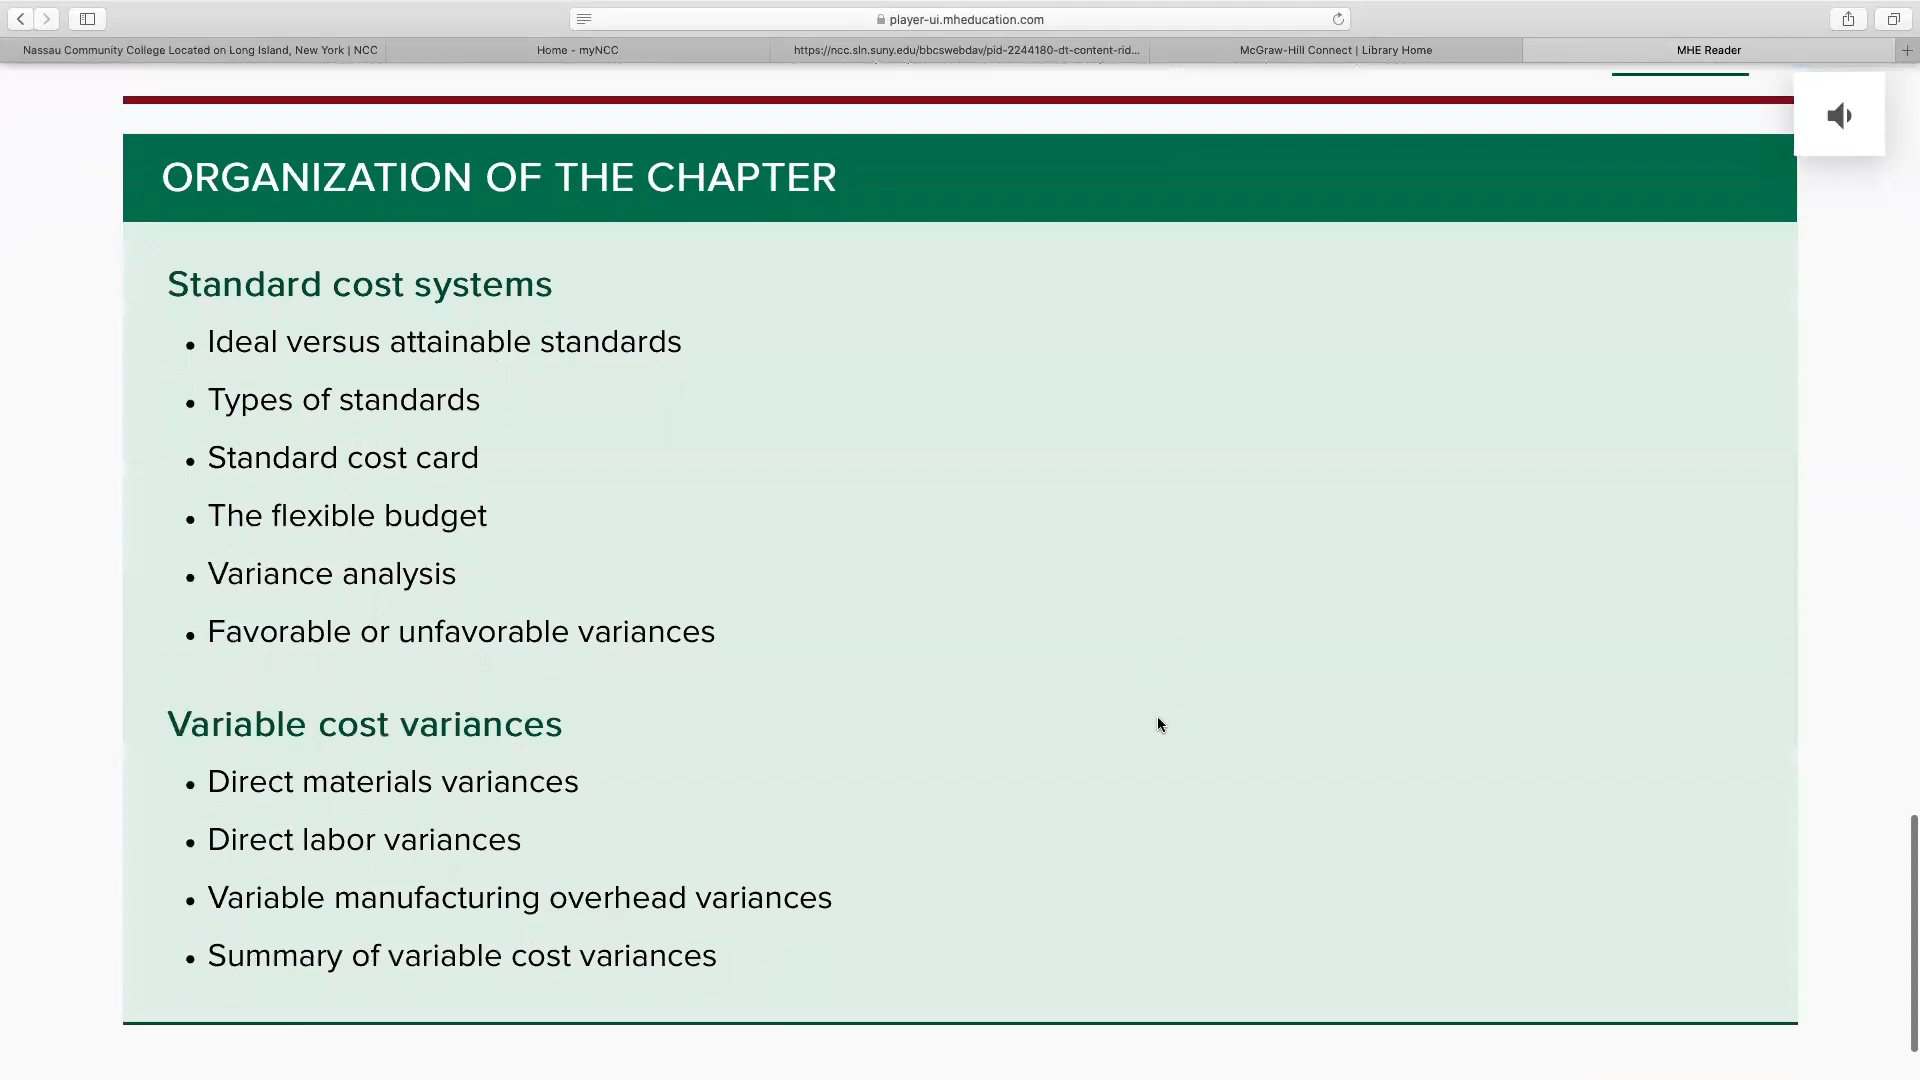 player-ui.mheducation.com
Nassau Community College Located on Long Island, New York | NCC
Home - myNCC
https://ncc.sln.suny.edu/bbcswebdav/pid-2244180-dt-content-rid...
McGraw-Hill Connect | Library Home
MHE Reader
ORGANIZATION OF THE CHAPTER
Standard cost systems
• Ideal versus attainable standards
• Types of standards
• Standard cost card
• The flexible budget
• Variance analysis
• Favorable or unfavorable variances
Variable cost variances
• Direct materials variances
• Direct labor variances
• Variable manufacturing overhead variances
• Summary of variable cost variances